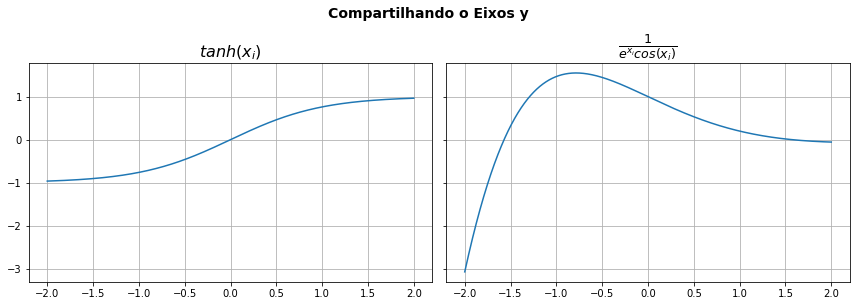 Compartilhando o Eixos y
tanh(x_i)
\frac{1}{e^{x_i}cos(x_i)}
1
0
−1
−2
−3
−2.0 −1.5 −1.0 −0.5 0.0 0.5 1.0 1.5 2.0
−2.0 −1.5 −1.0 −0.5 0.0 0.5 1.0 1.5 2.0